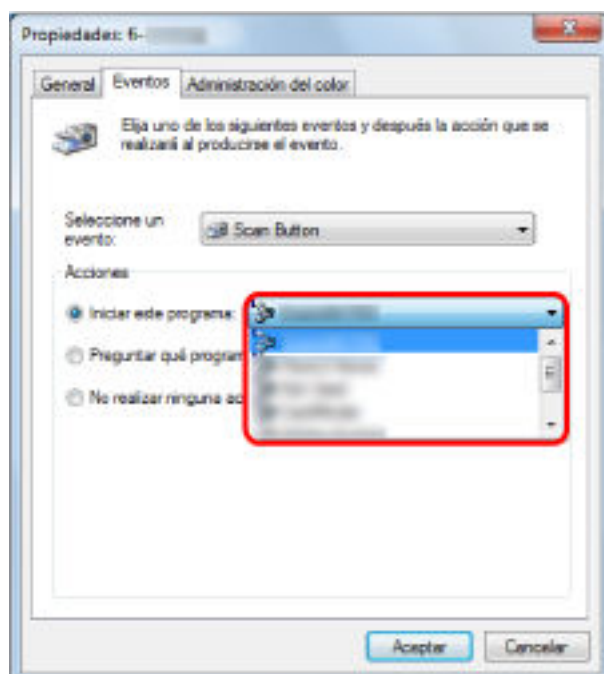 Propiedades: fi-
General Eventos Administración del color
Elija uno de los siguientes eventos y después la acción que se
realizará al producirse el evento.
Seleccione un
evento:
Scan Button
Acciones
Iniciar este programa:
Preguntar qué program
No realizar ninguna ac
Aceptar Cancelar